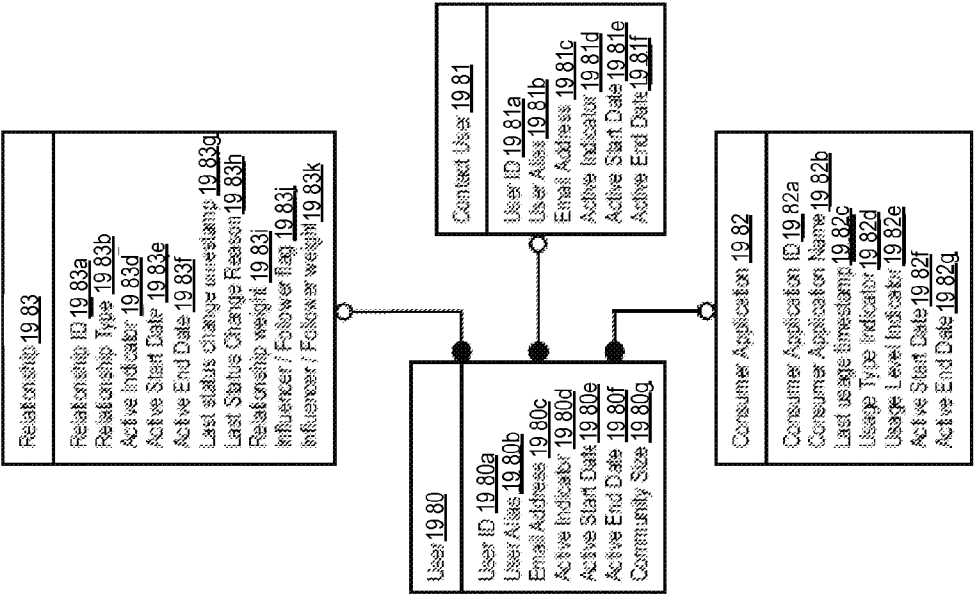 Relationship 19 83
Relationship ID 19 83a
Relationship Type 19 83b
Active Indicator 19 83d
Active Start Date 19 83e
Active End Date 19 83f
Last status change timestamp 19 83g
Last Status Change Reason 19 83h
Relationship weight 19 83i
Influencer / Follower flag 19 83j
Influencer / Follower weight 19 83k
User 19 80
User ID 19 80a
User Alias 19 80b
Email Address 19 80c
Active Indicator 19 80d
Active Start Date 19 80e
Active End Date 19 80f
Community Size 19 80g
Contact User 19 81
User ID 19 81a
User Alias 19 81b
Email Address 19 81c
Active Indicator 19 81d
Active Start Date 19 81e
Active End Date 19 81f
Consumer Application 19 82
Consumer Application ID 19 82a
Consumer Application Name 19 82b
Last usage timestamp 19 82c
Usage Type Indicator 19 82d
Usage Level Indicator 19 82e
Active Start Date 19 82f
Active End Date 19 82g